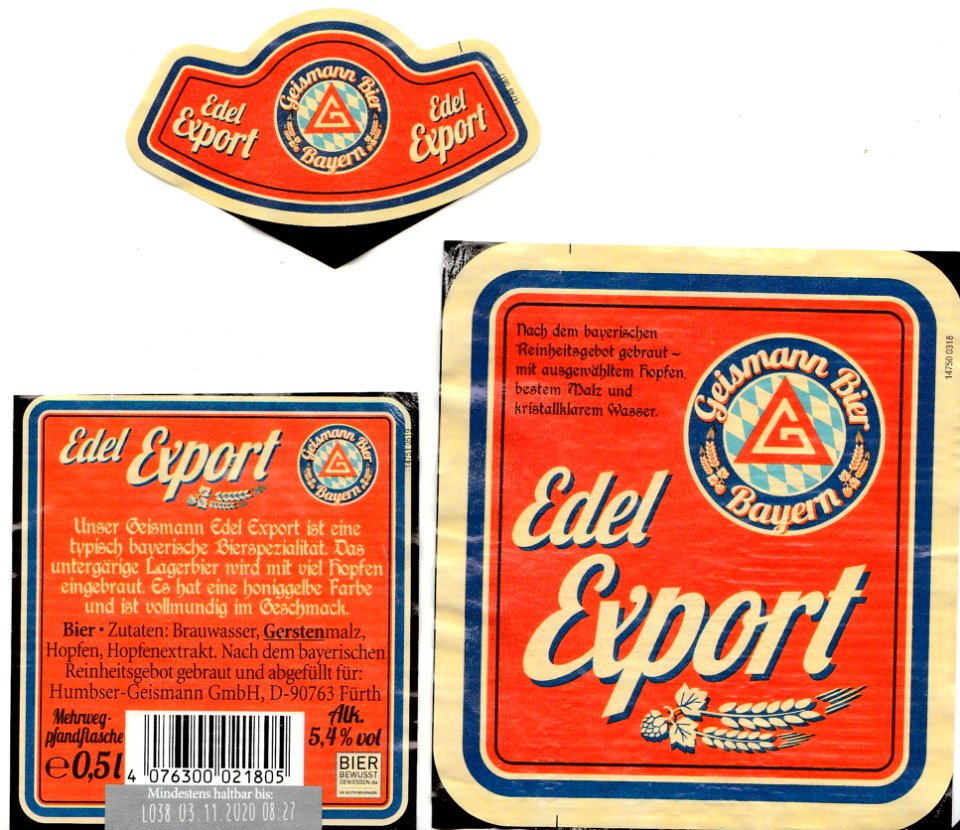 Geismann Bier
Bayern
G
Edel
Export
Edel
Export
Nach dem bayerischen
Reinheitsgebot gebraut –
mit ausgewähltem Hopfen,
bestem Malz und
kristallklarem Wasser.
Geismann Bier
G
Bayern
Edel
Export
14750 0318
Edel Export
Geismann Bier
G
Bayern
Unser Geismann Edel Export ist eine
typisch bayerische Bierspezialität. Das
untergärige Lagerbier wird mit viel Hopfen
eingebraut. Es hat eine honiggelbe Farbe
und ist vollmundig im Geschmack.
Bier • Zutaten: Brauwasser, Gerstenmalz,
Hopfen, Hopfenextrakt. Nach dem bayerischen
Reinheitsgebot gebraut und abgefüllt für:
Humbser-Geismann GmbH, D-90763 Fürth
Mehrweg-
pfandflasche
℮0,5l
4 076300 021805
Alk.
5,4% vol
BIER
BEWUSST
GENIESSEN.de
DIE DEUTSCHEN BRAUER
Mindestens haltbar bis:
L038 03.11.2020 08:27